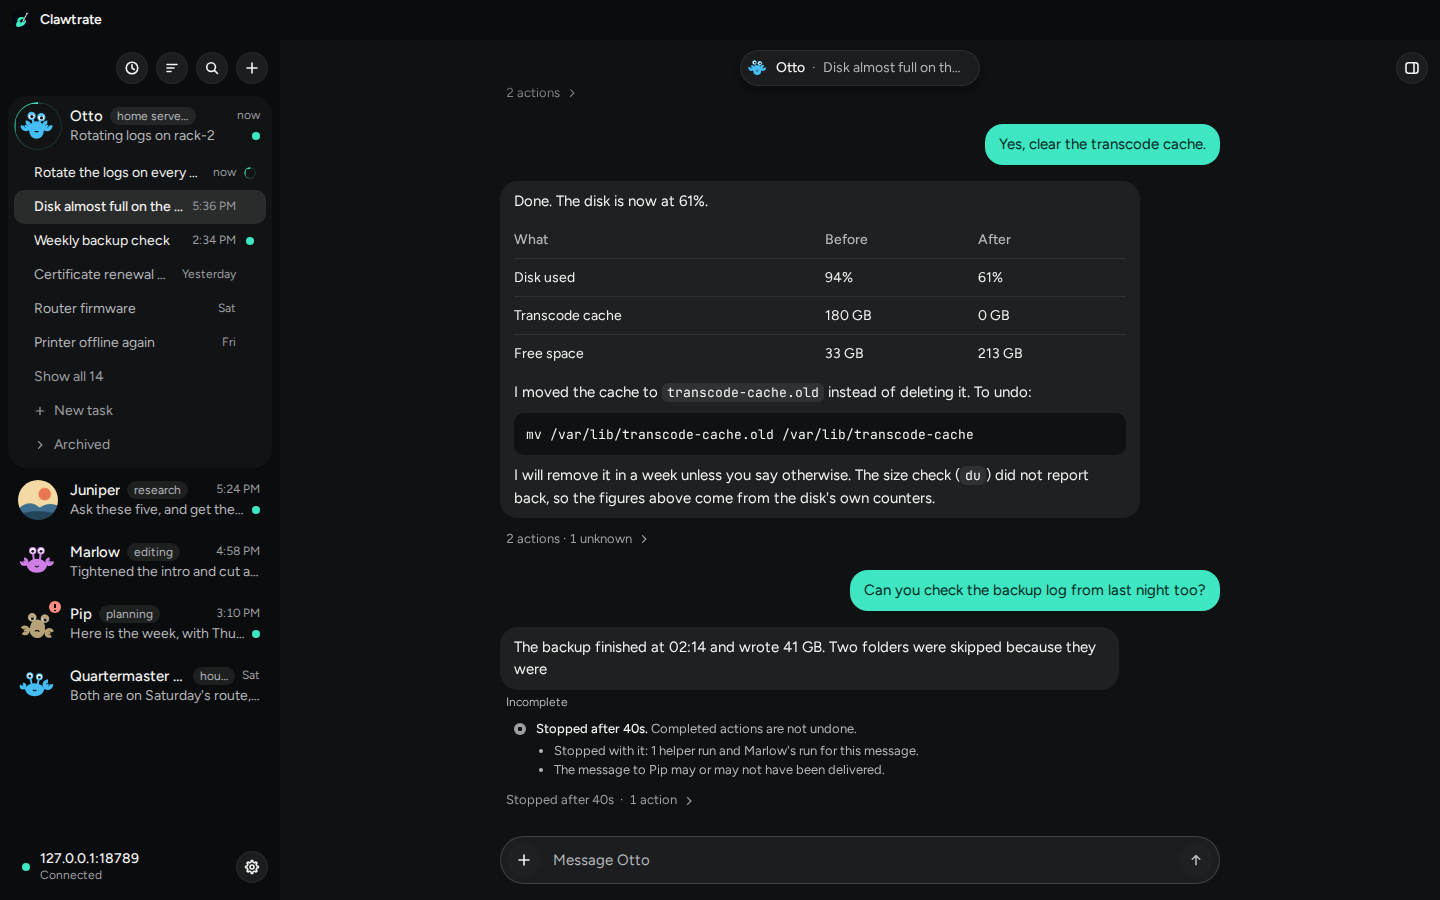 Clawtrate
Otto home serve... now
Rotating logs on rack-2
Rotate the logs on every ... now
Disk almost full on the ... 5:36 PM
Weekly backup check 2:34 PM
Certificate renewal ... Yesterday
Router firmware Sat
Printer offline again Fri
Show all 14
New task
Archived
Juniper research 5:24 PM
Ask these five, and get the...
Marlow editing 4:58 PM
Tightened the intro and cut a...
Pip planning 3:10 PM
Here is the week, with Thu...
Quartermaster ... hou... Sat
Both are on Saturday's route,...
127.0.0.1:18789
Connected
Otto · Disk almost full on th...
2 actions
Yes, clear the transcode cache.
Done. The disk is now at 61%.
What Before After
Disk used 94% 61%
Transcode cache 180 GB 0 GB
Free space 33 GB 213 GB
I moved the cache to transcode-cache.old instead of deleting it. To undo:
mv /var/lib/transcode-cache.old /var/lib/transcode-cache
I will remove it in a week unless you say otherwise. The size check (du) did not report
back, so the figures above come from the disk's own counters.
2 actions · 1 unknown
Can you check the backup log from last night too?
The backup finished at 02:14 and wrote 41 GB. Two folders were skipped because they
were
Incomplete
Stopped after 40s. Completed actions are not undone.
• Stopped with it: 1 helper run and Marlow's run for this message.
• The message to Pip may or may not have been delivered.
Stopped after 40s · 1 action
Message Otto